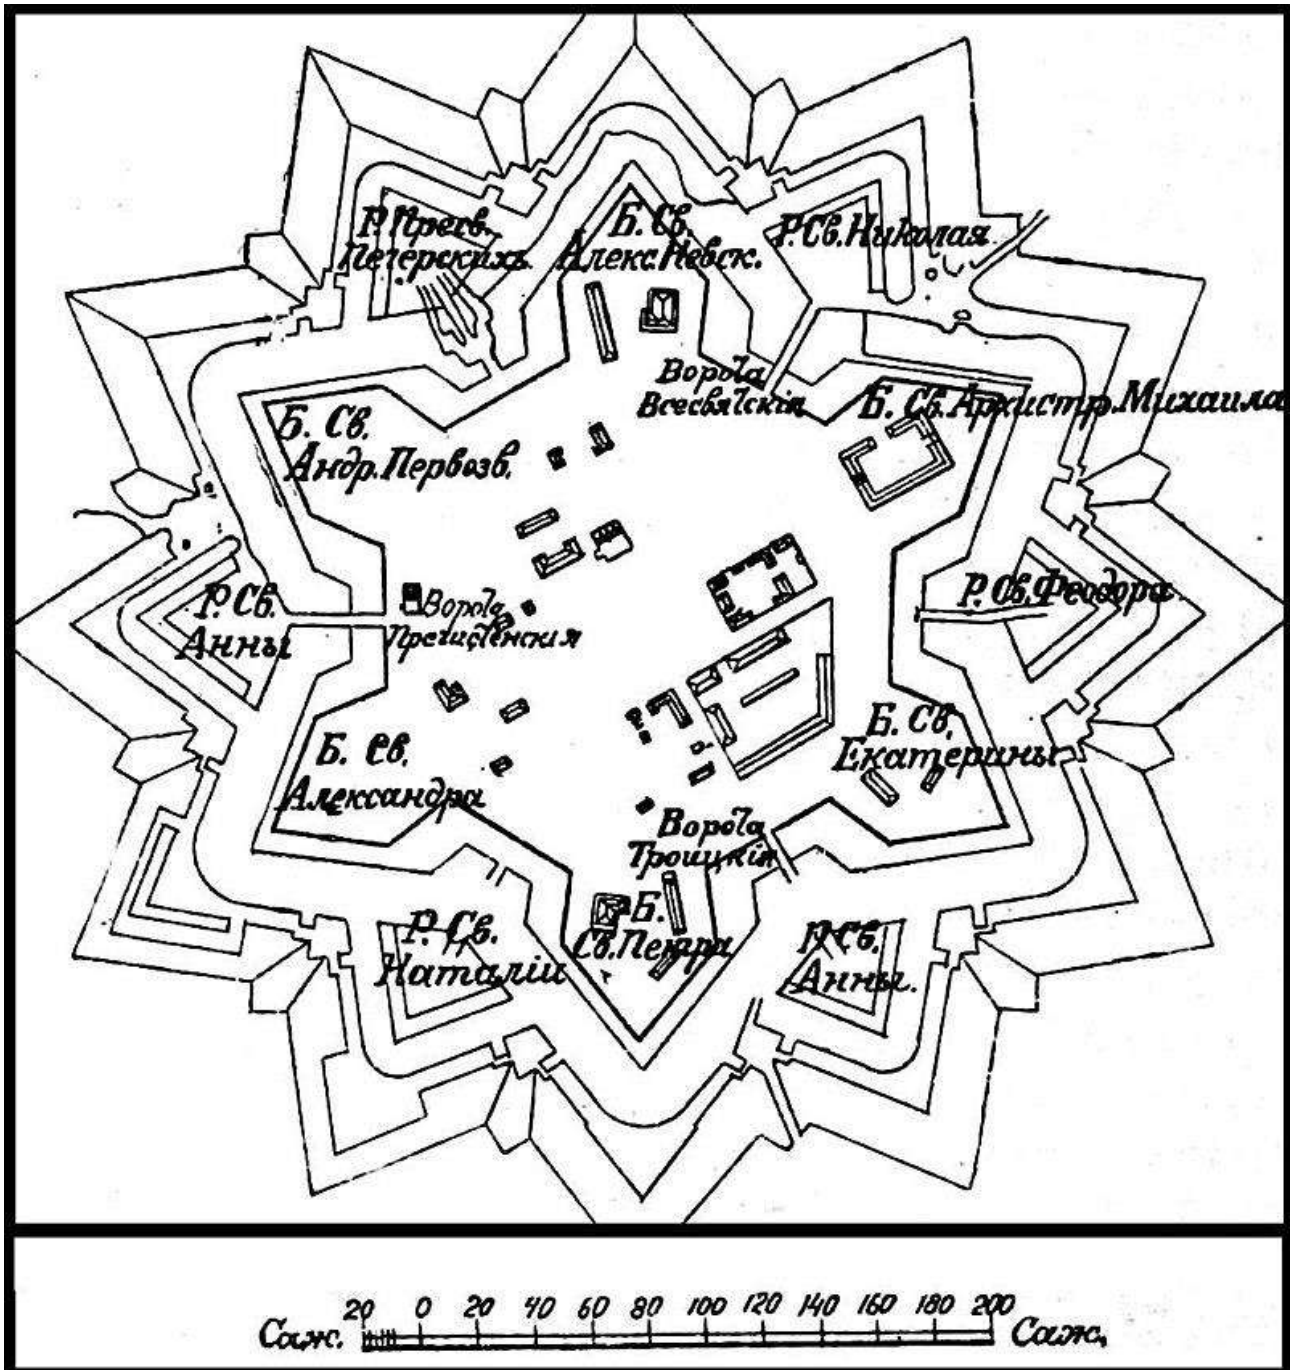 Р. Пресв.
Печерскихъ.
Б. Св.
Алекс. Невск.
Р. Св. Николая
Ворота
Всесвятскія
Б. Св. Архистр. Михаила
Б. Св.
Андр. Первозв.
Р. Св.
Анны
Ворота
Пречистенскія
Р. Св. Феодора
Б. Св.
Александра
Б. Св.
Екатерины
Ворота
Троицкія
Р. Св.
Наталіи
Б.
Св. Петра
Р. Св.
Анны.
20 0 20 40 60 80 100 120 140 160 180 200
Саж. Саж.